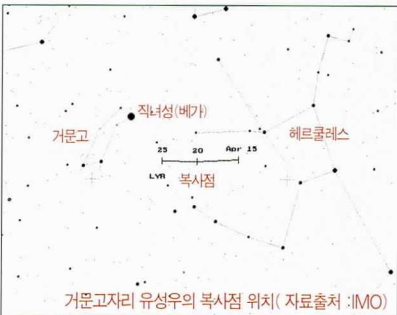 직녀성(베가)
거문고
헤르쿨레스
25 20 Apr 15
LYR
복사점
거문고자리 유성우의 복사점 위치( 자료출처 :IMO)